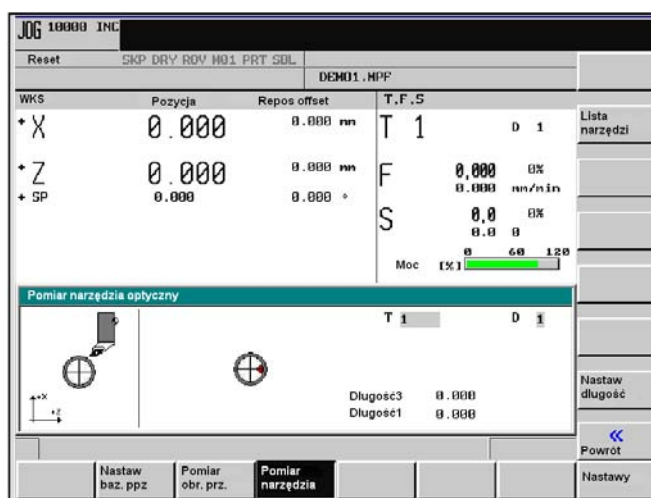 JOG 10000 INC
Reset SKP DRY ROV M01 PRT SBL
DEMO1.MPF
WKS Pozycja Repos offset T,F,S
+ X 0.000 0.000 mm T 1 D 1
+ Z 0.000 0.000 mm F 0,000 0%
0.000 mm/min
+ SP 0.000 0.000 °
S 0,0 0%
0.0 0
0 60 120
Moc [%]
Lista
narzędzi
Pomiar narzędzia optyczny
T 1 D 1
+X
+Z
Długość3 0.000
Długość1 0.000
Nastaw
długość
«
Powrót
Nastaw
baz. ppz
Pomiar
obr. prz.
Pomiar
narzędzia
Nastawy